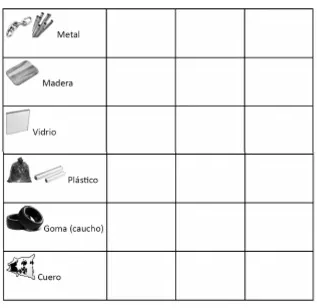 Metal
Madera
Vidrio
Plástico
Goma (caucho)
Cuero